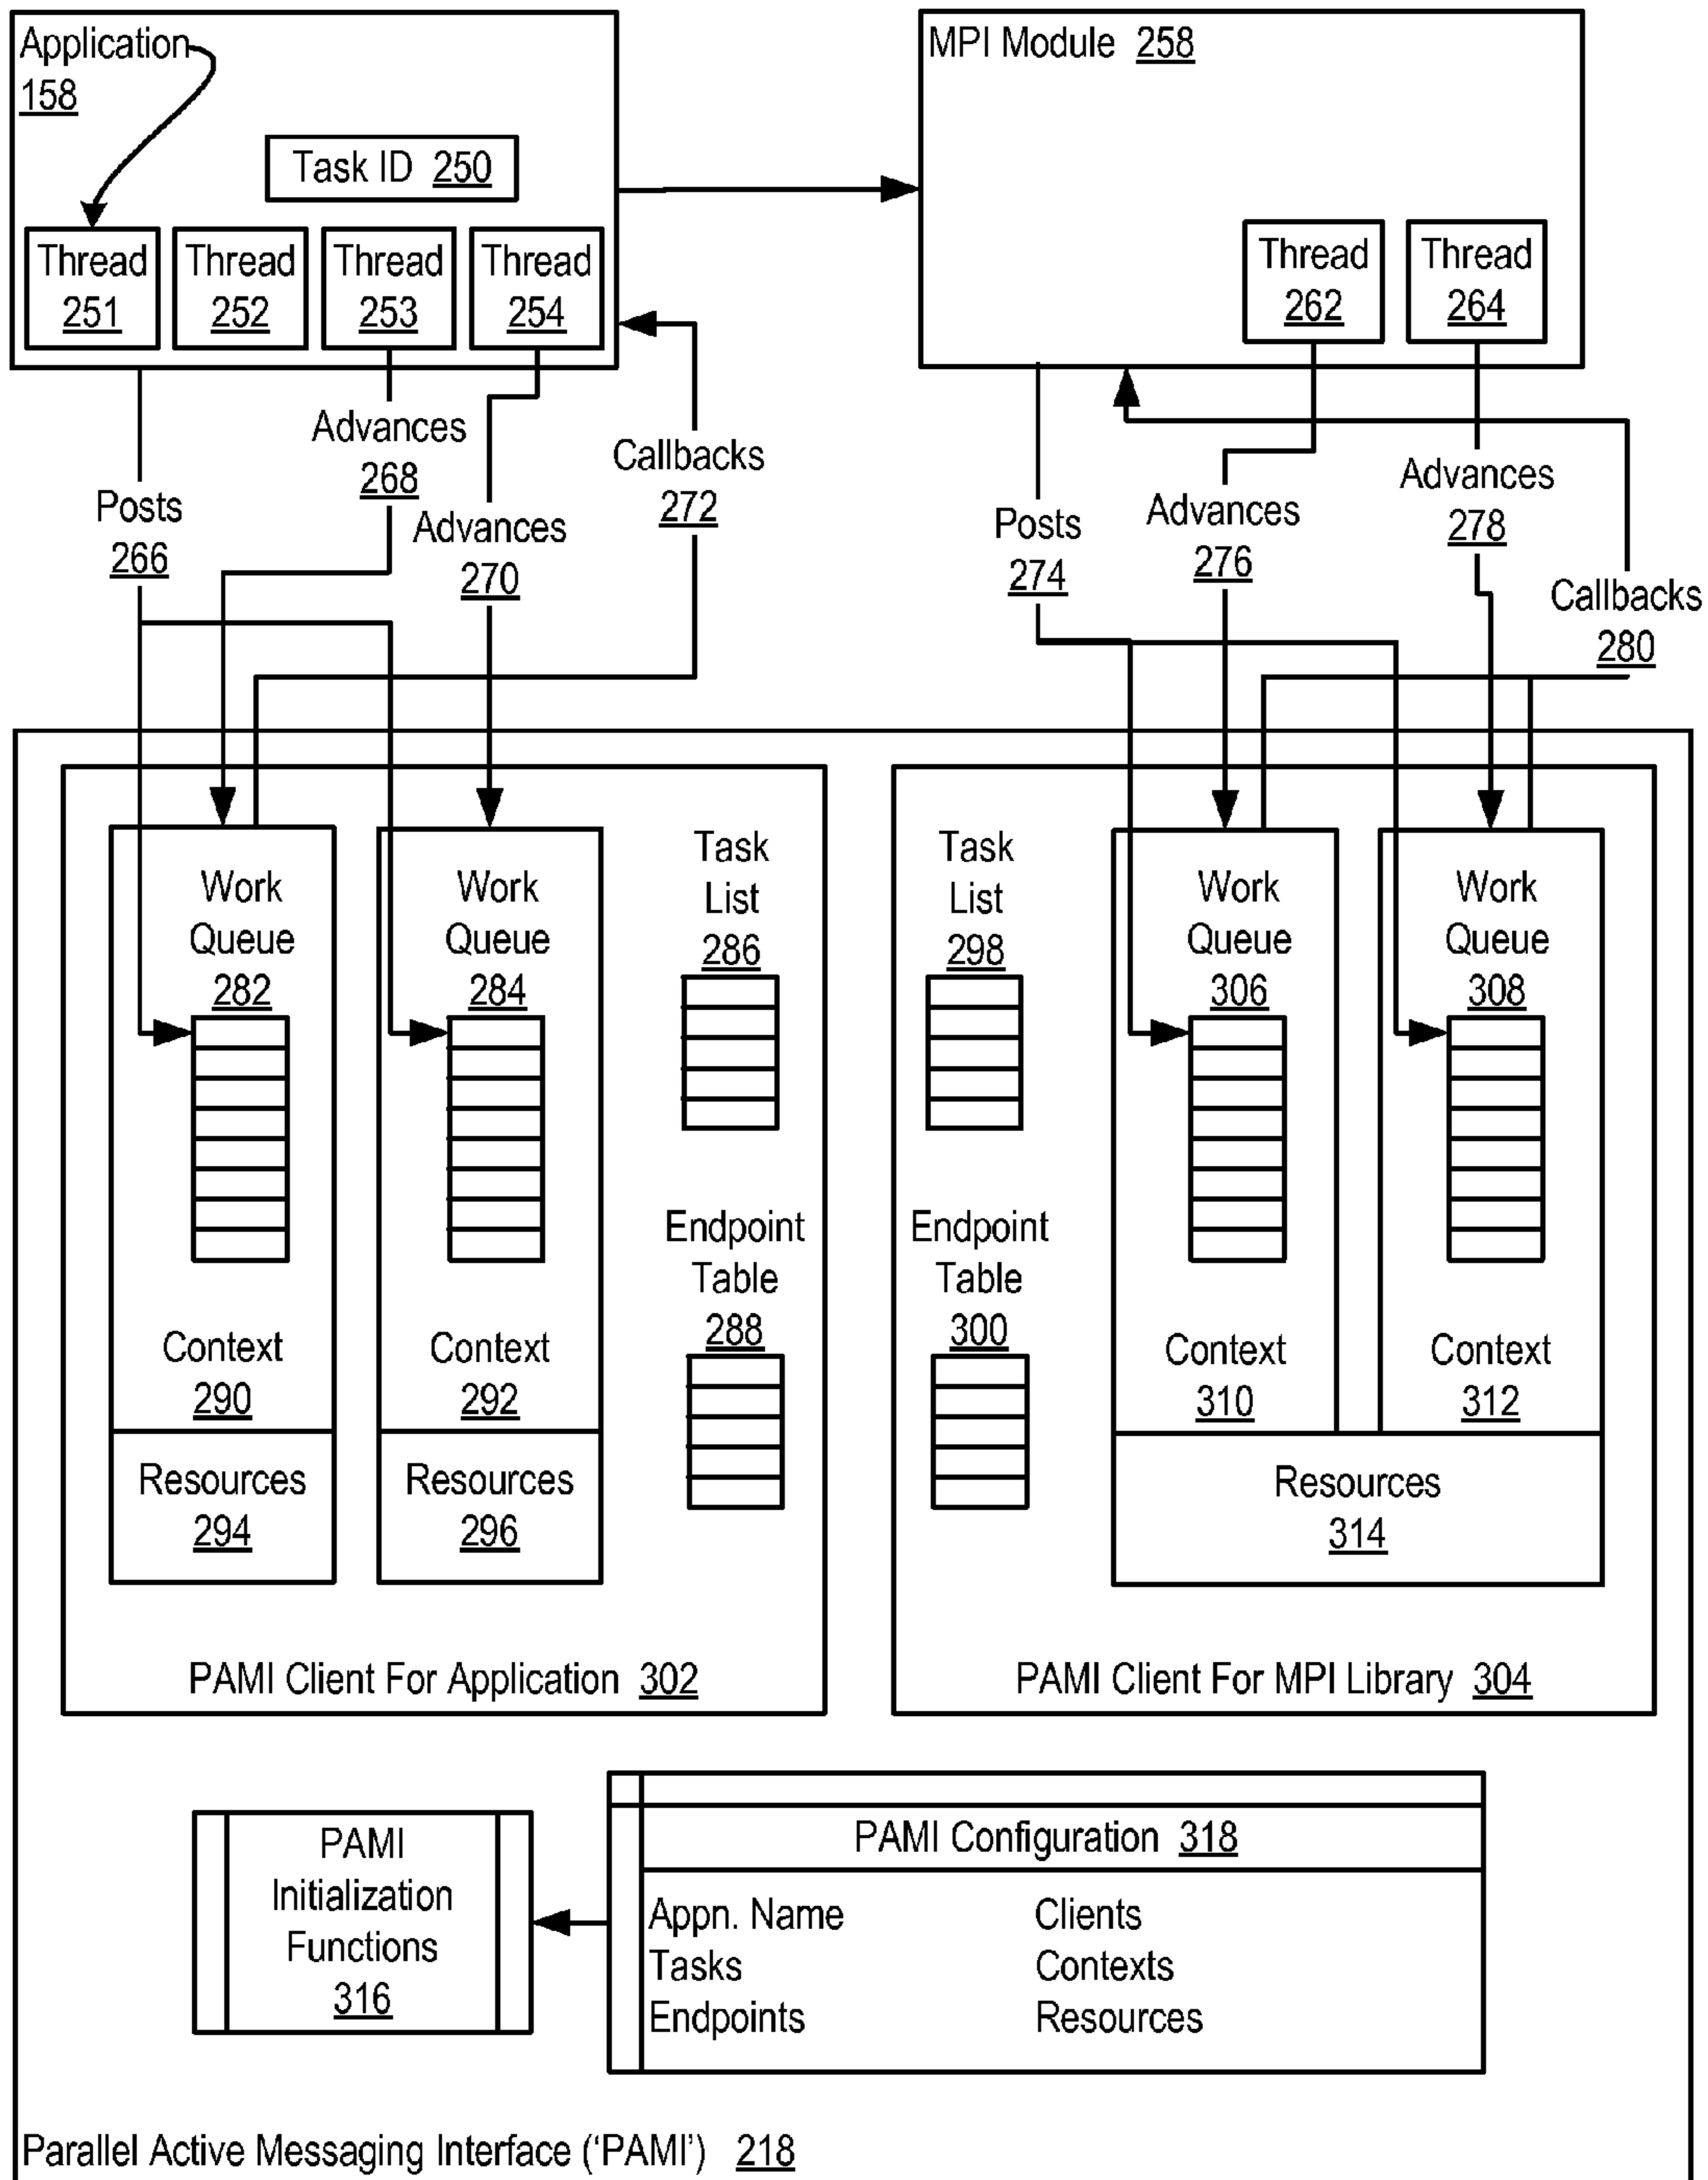 Application
158
Task ID 250
Thread
251
Thread
252
Thread
253
Thread
254
MPI Module 258
Thread
262
Thread
264
Posts
266
Advances
268
Advances
270
Callbacks
272
Posts
274
Advances
276
Advances
278
Callbacks
280
Work
Queue
282
Context
290
Resources
294
Work
Queue
284
Context
292
Resources
296
Task
List
286
Endpoint
Table
288
PAMI Client For Application 302
Task
List
298
Endpoint
Table
300
Work
Queue
306
Context
310
Work
Queue
308
Context
312
Resources
314
PAMI Client For MPI Library 304
PAMI
Initialization
Functions
316
PAMI Configuration 318
Appn. Name
Tasks
Endpoints
Clients
Contexts
Resources
Parallel Active Messaging Interface (‘PAMI’) 218